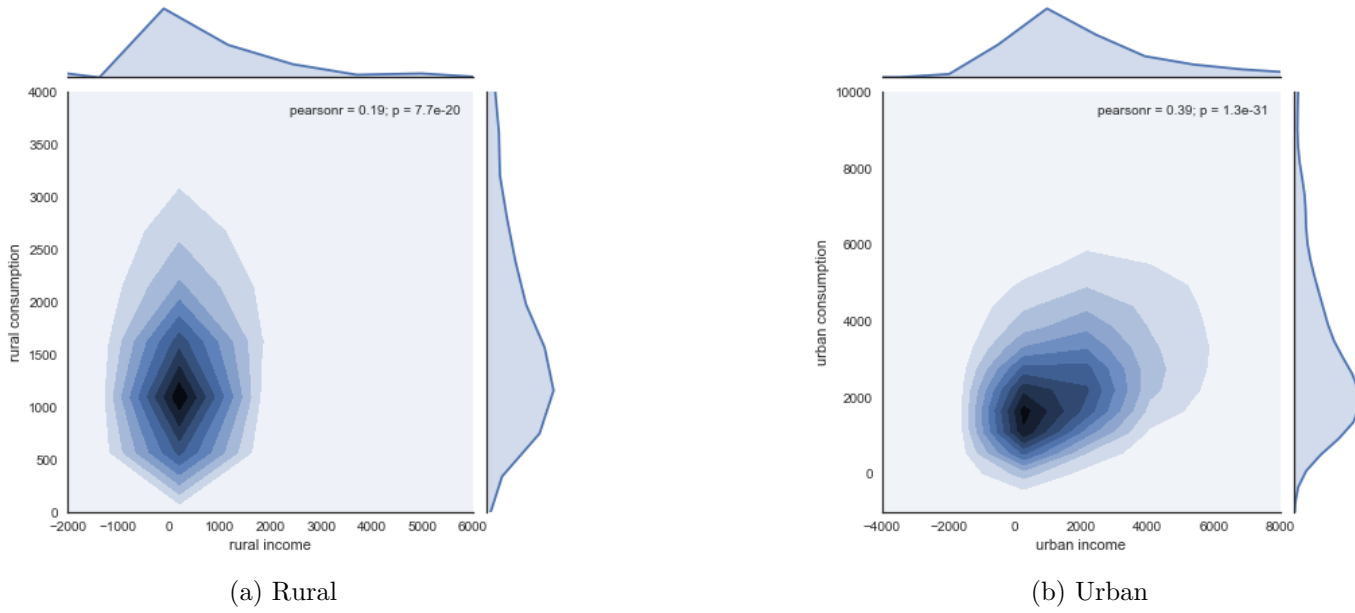 pearsonr = 0.19; p = 7.7e-20
4000
3500
3000
2500
2000
1500
1000
500
0
rural consumption
−2000 −1000 0 1000 2000 3000 4000 5000 6000
rural income
(a) Rural
pearsonr = 0.39; p = 1.3e-31
10000
8000
6000
4000
2000
0
urban consumption
−4000 −2000 0 2000 4000 6000 8000
urban income
(b) Urban